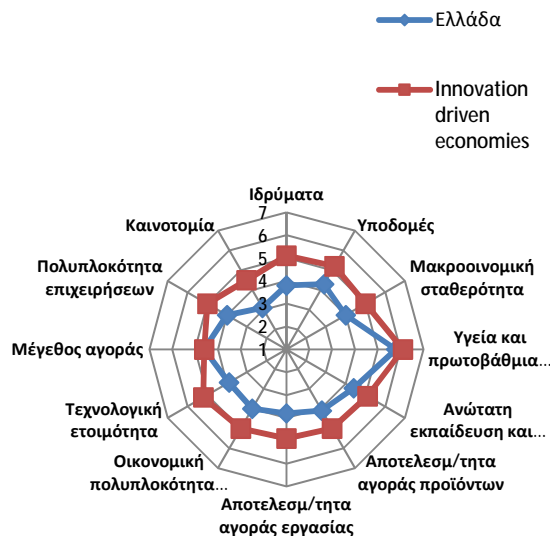 Ελλάδα
Innovation
driven
economies
Ιδρύματα
7
6
5
4
3
2
1
Υποδομές
Μακροοινομική
σταθερότητα
Υγεία και
πρωτοβάθμια...
Ανώτατη
εκπαίδευση και...
Αποτελεσμ/τητα
αγοράς προϊόντων
Αποτελεσμ/τητα
αγοράς εργασίας
Οικονομική
πολυπλοκότητα...
Τεχνολογική
ετοιμότητα
Μέγεθος αγοράς
Πολυπλοκότητα
επιχειρήσεων
Καινοτομία